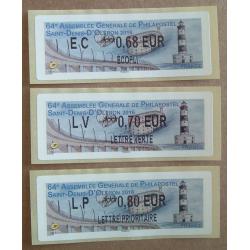 64e Assemblée Générale de Philapostel
Saint-Denis-D'Oléron 2016
EC 0,68 EUR
ECOPLI
64e Assemblée Générale de Philapostel
Saint-Denis-D'Oléron 2016
LV 0,70 EUR
LETTRE VERTE
64e Assemblée Générale de Philapostel
Saint-Denis-D'Oléron 2016
LP 0,80 EUR
LETTRE PRIORITAIRE